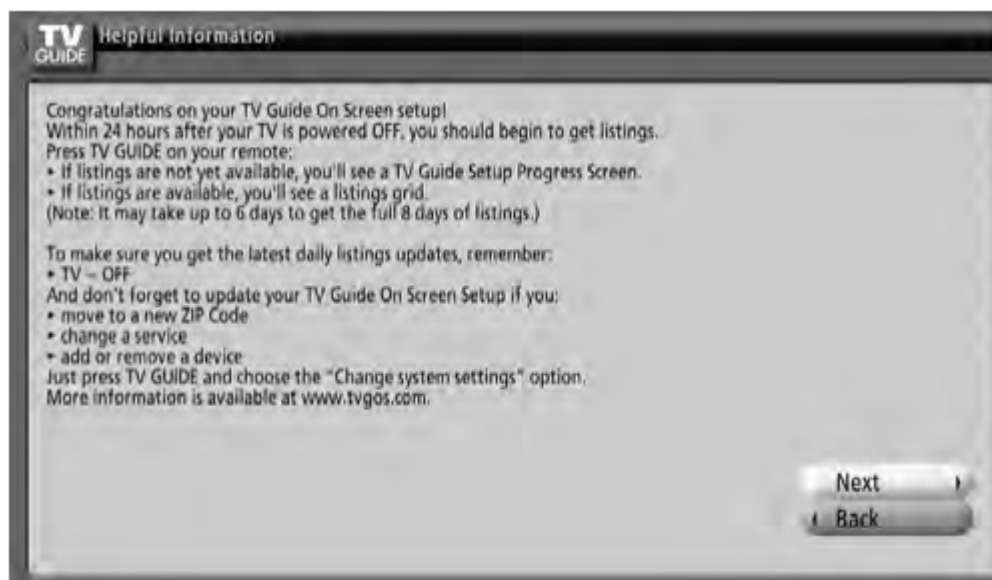 TV
GUIDE
Helpful Information
Congratulations on your TV Guide On Screen setup!
Within 24 hours after your TV is powered OFF, you should begin to get listings.
Press TV GUIDE on your remote:
• If listings are not yet available, you'll see a TV Guide Setup Progress Screen.
• If listings are available, you'll see a listings grid.
(Note: It may take up to 6 days to get the full 8 days of listings.)
To make sure you get the latest daily listings updates, remember:
• TV – OFF
And don't forget to update your TV Guide On Screen Setup if you:
• move to a new ZIP Code
• change a service
• add or remove a device
Just press TV GUIDE and choose the "Change system settings" option.
More information is available at www.tvgos.com.
Next
Back